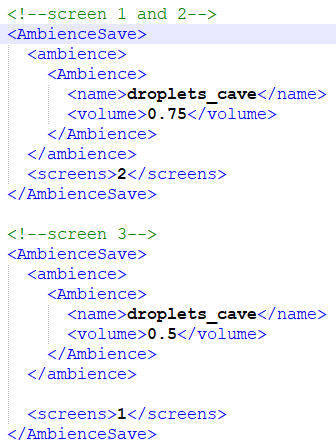 <!--screen 1 and 2-->
<AmbienceSave>
<ambience>
<Ambience>
<name>droplets_cave</name>
<volume>0.75</volume>
</Ambience>
</ambience>
<screens>2</screens>
</AmbienceSave>
<!--screen 3-->
<AmbienceSave>
<ambience>
<Ambience>
<name>droplets_cave</name>
<volume>0.5</volume>
</Ambience>
</ambience>
<screens>1</screens>
</AmbienceSave>